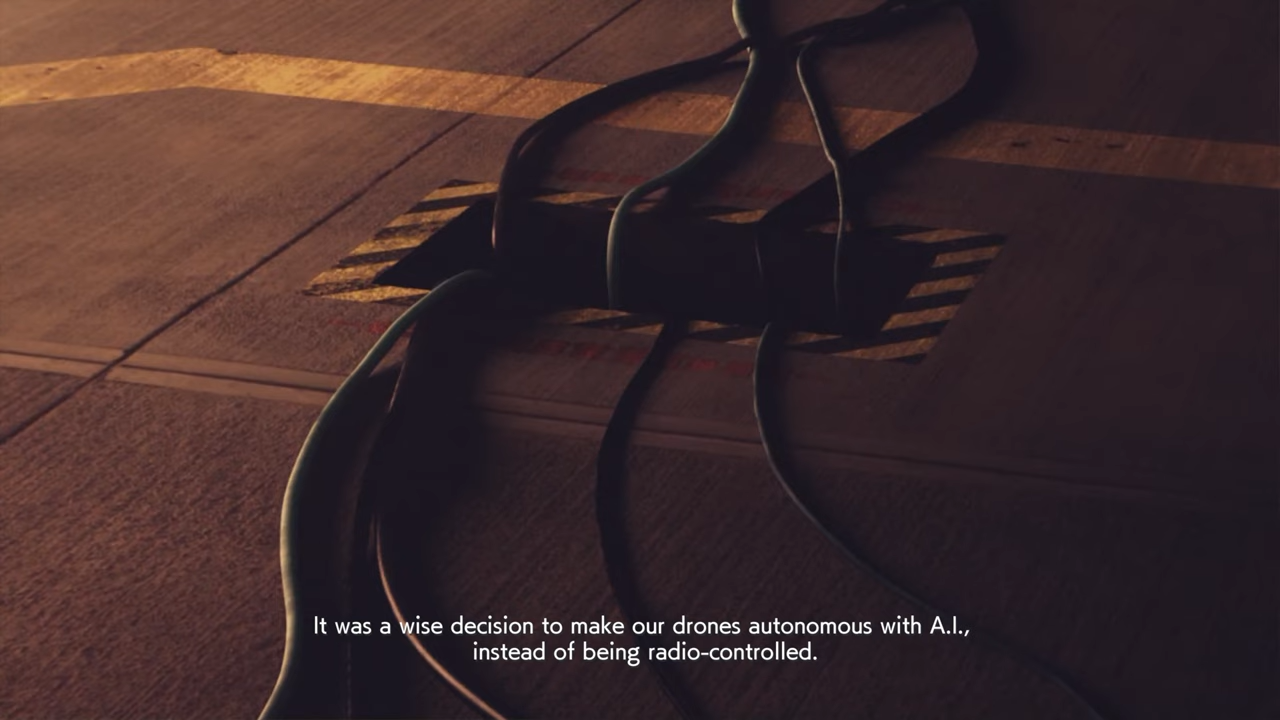 It was a wise decision to make our drones autonomous with A.I.,
instead of being radio-controlled.